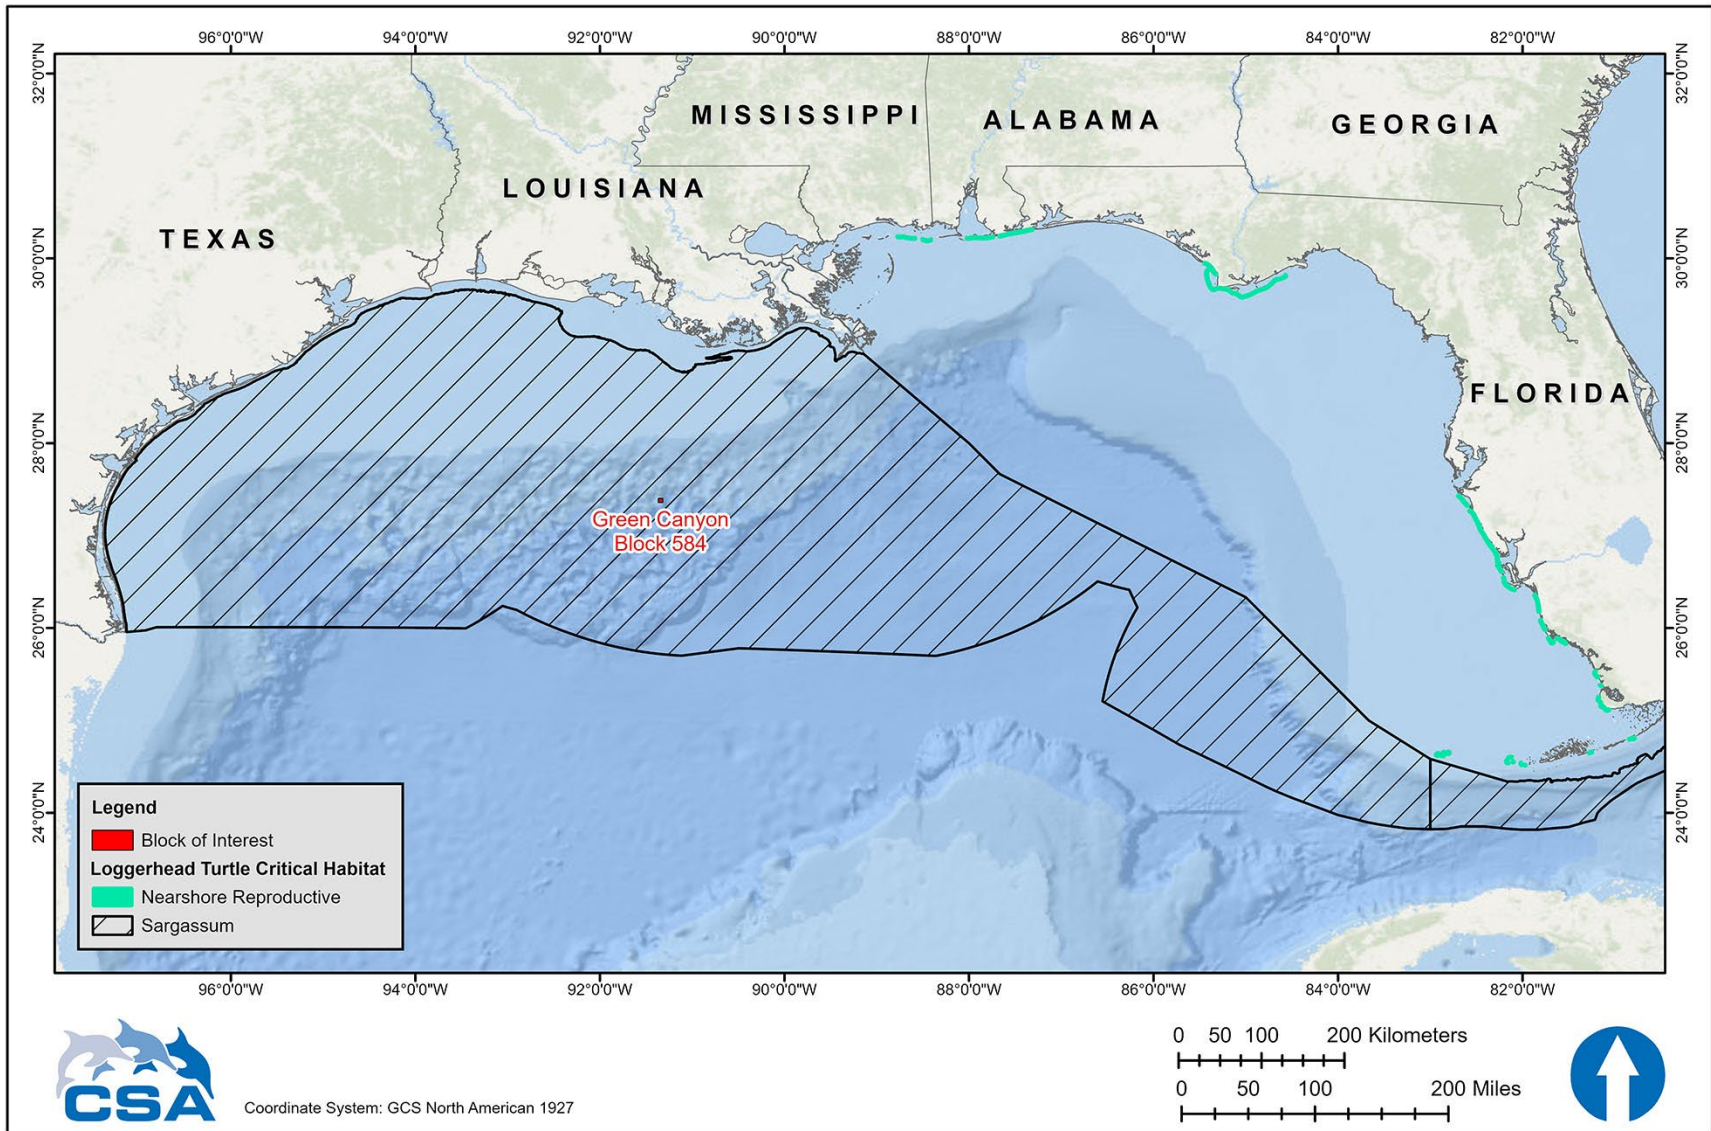 96°0'0"W 94°0'0"W 92°0'0"W 90°0'0"W 88°0'0"W 86°0'0"W 84°0'0"W 82°0'0"W
32°0'0"N
32°0'0"N
MISSISSIPPI
ALABAMA
GEORGIA
LOUISIANA
TEXAS
30°0'0"N
30°0'0"N
FLORIDA
28°0'0"N
28°0'0"N
Green Canyon
Block 584
26°0'0"N
26°0'0"N
24°0'0"N
24°0'0"N
Legend
Block of Interest
Loggerhead Turtle Critical Habitat
Nearshore Reproductive
Sargassum
96°0'0"W 94°0'0"W 92°0'0"W 90°0'0"W 88°0'0"W 86°0'0"W 84°0'0"W 82°0'0"W
CSA
Coordinate System: GCS North American 1927
0 50 100 200 Kilometers
0 50 100 200 Miles